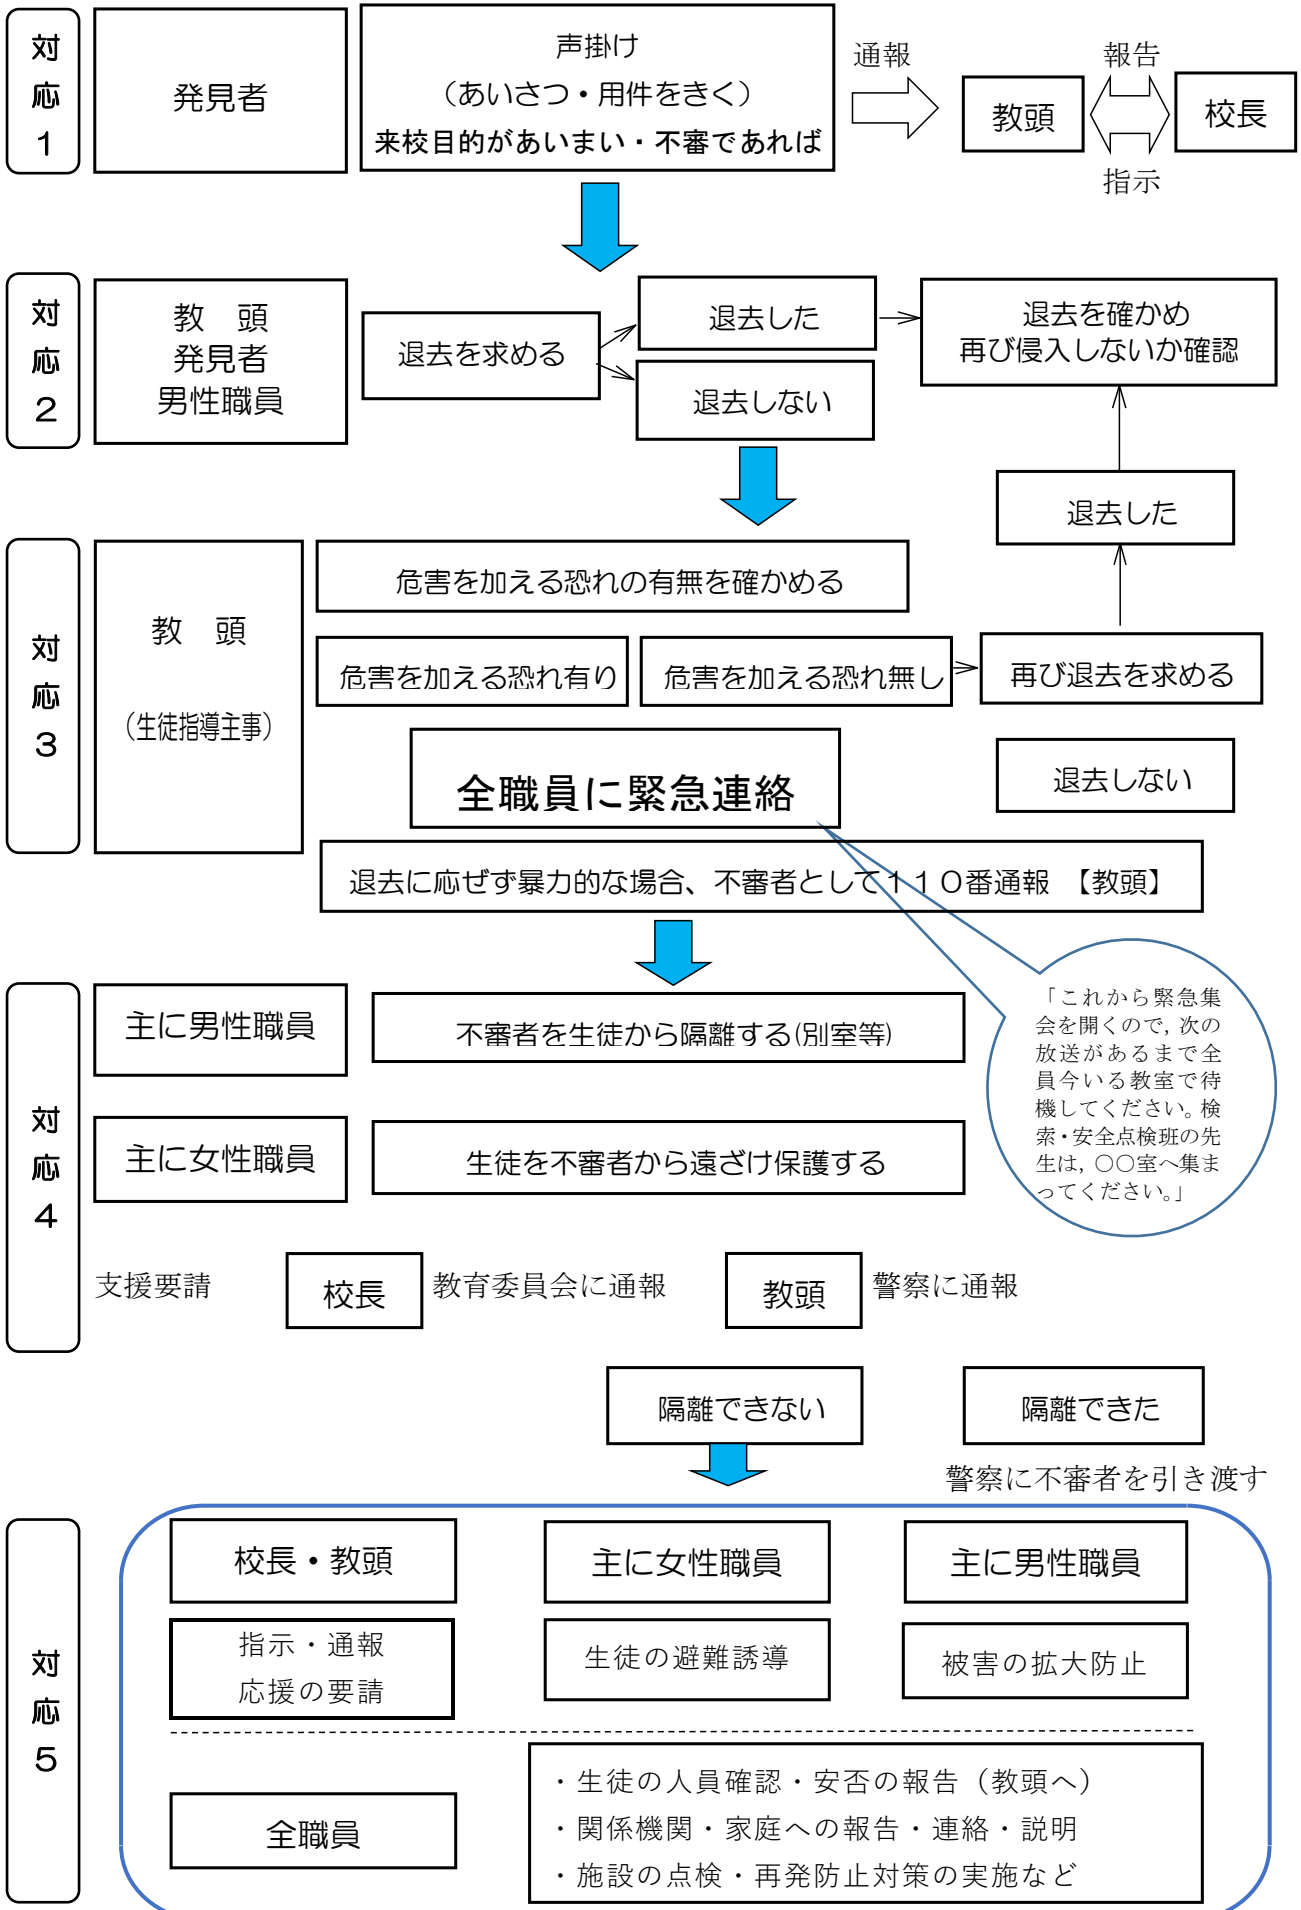 対応1
発見者
声掛け
(あいさつ・用件をきく)
来校目的があいまい・不審であれば
通報
教頭
報告
指示
校長
対応2
教　頭
発見者
男性職員
退去を求める
退去した
退去しない
退去を確かめ
再び侵入しないか確認
退去した
対応3
教　頭
(生徒指導主事)
危害を加える恐れの有無を確かめる
危害を加える恐れ有り
危害を加える恐れ無し
再び退去を求める
退去しない
全職員に緊急連絡
退去に応ぜず暴力的な場合、不審者として１１０番通報 【教頭】
「これから緊急集
会を開くので, 次の
放送があるまで全
員今いる教室で待
機してください。検
索・安全点検班の先
生は, 〇〇室へ集ま
ってください。」
対応4
主に男性職員
不審者を生徒から隔離する(別室等)
主に女性職員
生徒を不審者から遠ざけ保護する
支援要請
校長
教育委員会に通報
教頭
警察に通報
隔離できない
隔離できた
警察に不審者を引き渡す
対応5
校長・教頭
主に女性職員
主に男性職員
指示・通報
応援の要請
生徒の避難誘導
被害の拡大防止
全職員
・生徒の人員確認・安否の報告（教頭へ）
・関係機関・家庭への報告・連絡・説明
・施設の点検・再発防止対策の実施など